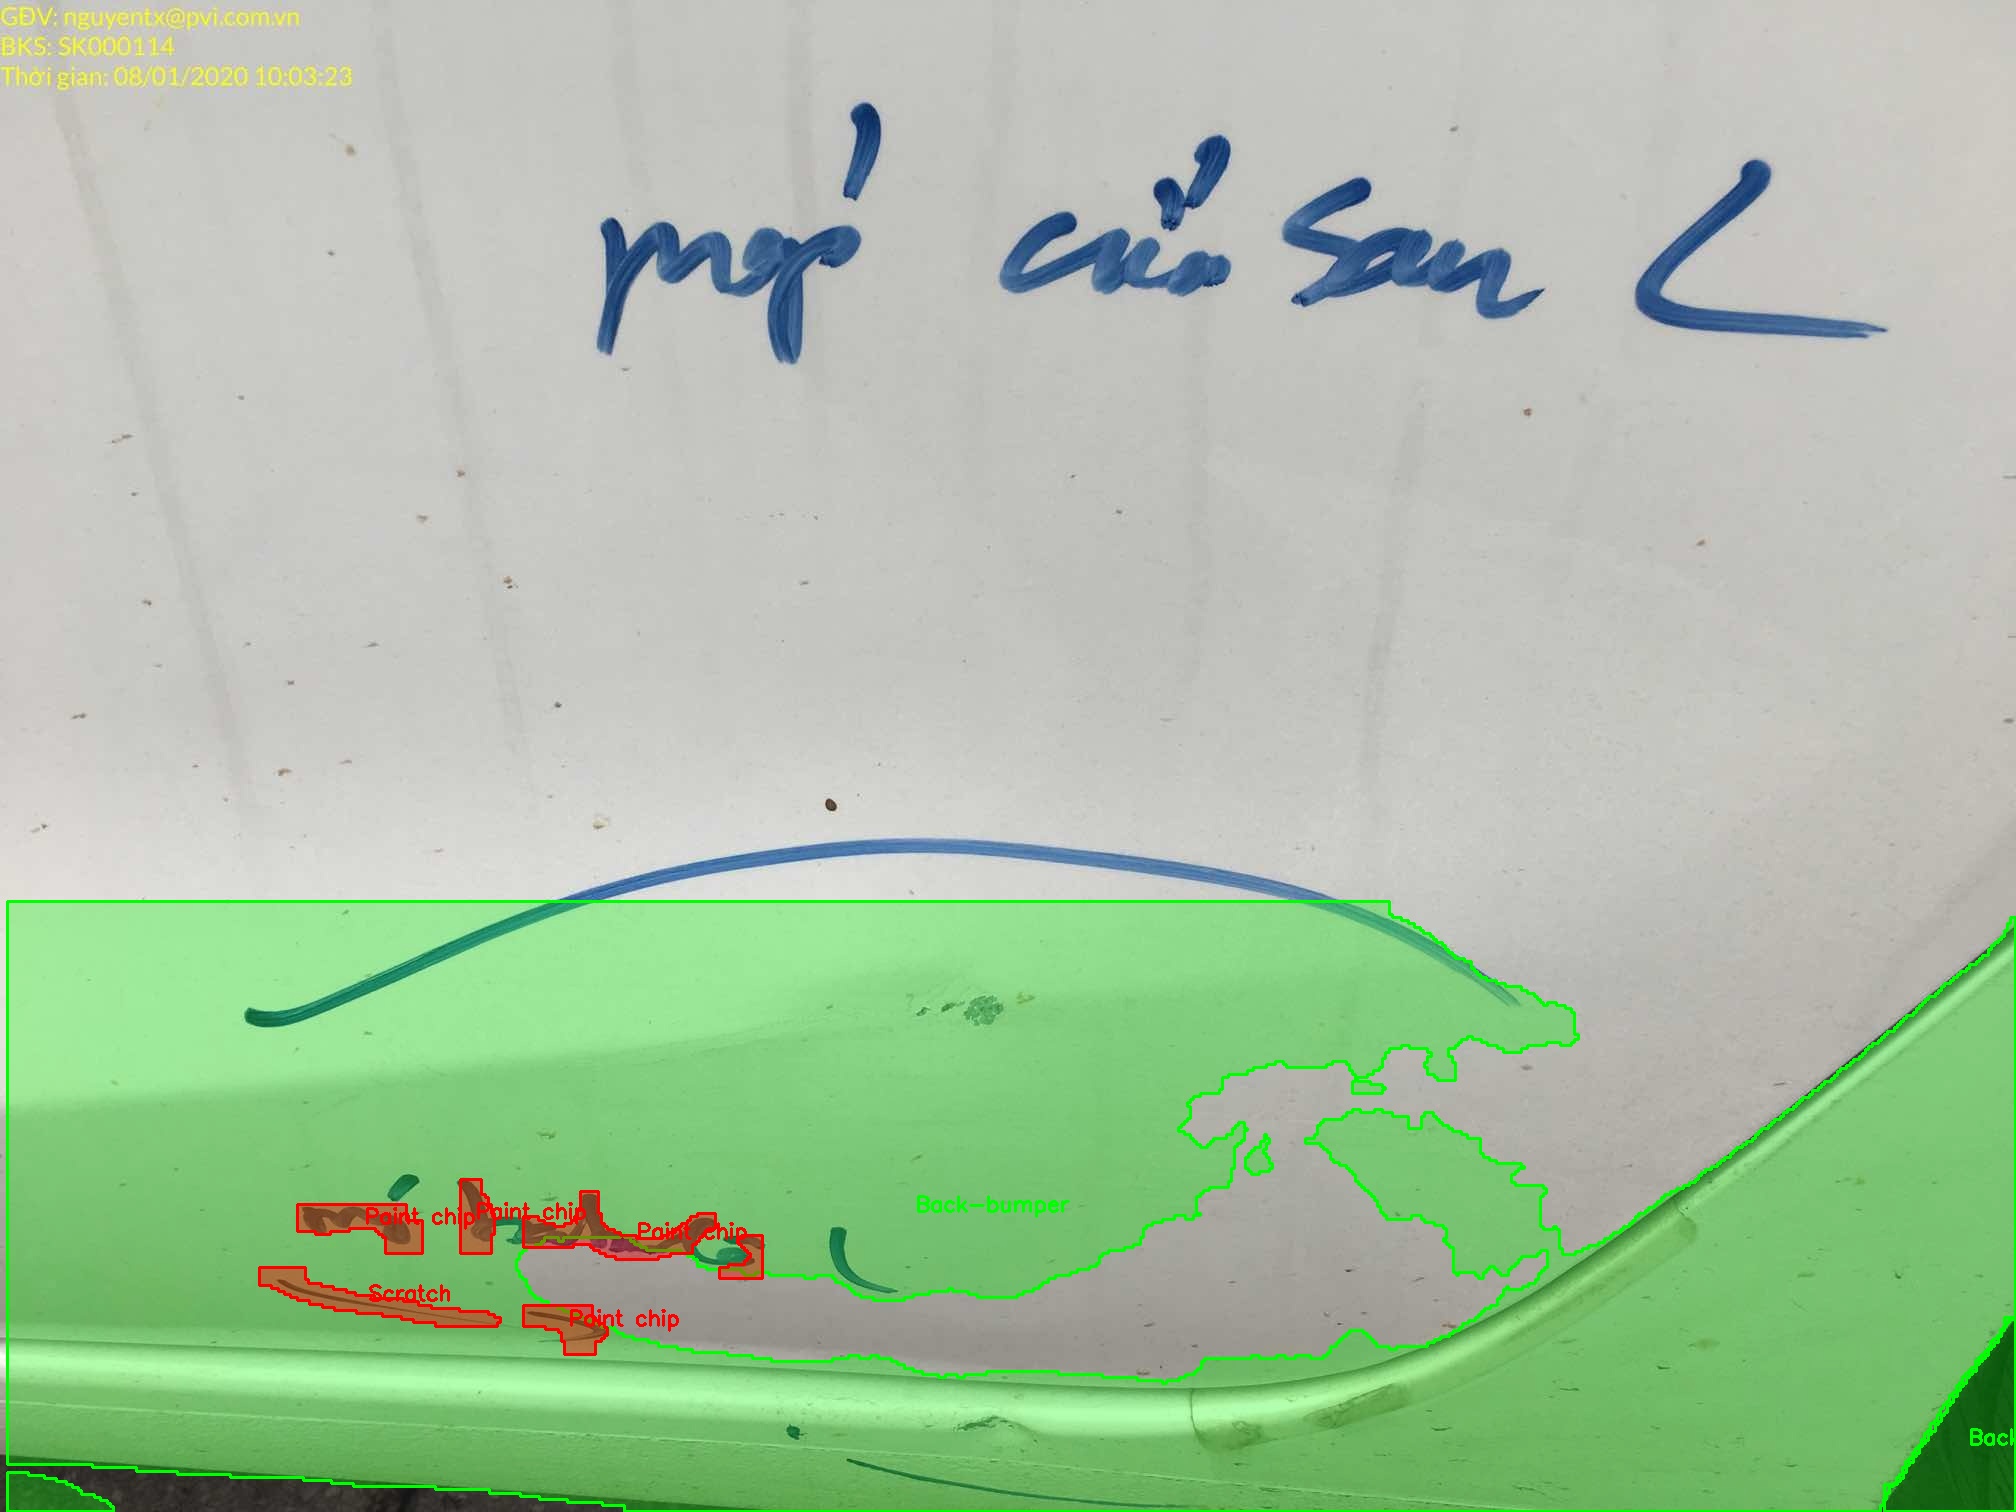 GĐV: nguyentx@pvi.com.vn
BKS: SK000114
Thời gian: 08/01/2020 10:03:23
móp cửa sau L
Back-bumper
Paint chip Paint chip Paint chip
Scratch
Paint chip
Back